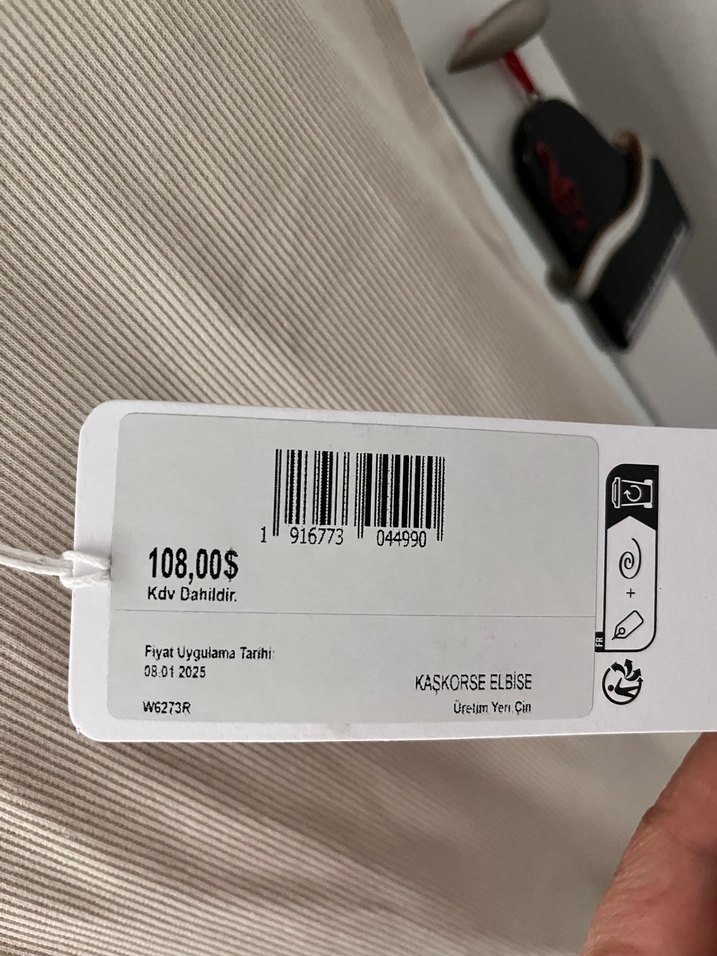 1 916773 044990
108,00$
Kdv Dahildir.
Fiyat Uygulama Tarihi:
08.01.2025
KAŞKORSE ELBİSE
W6273R
Üretim Yeri Çin
FR
+